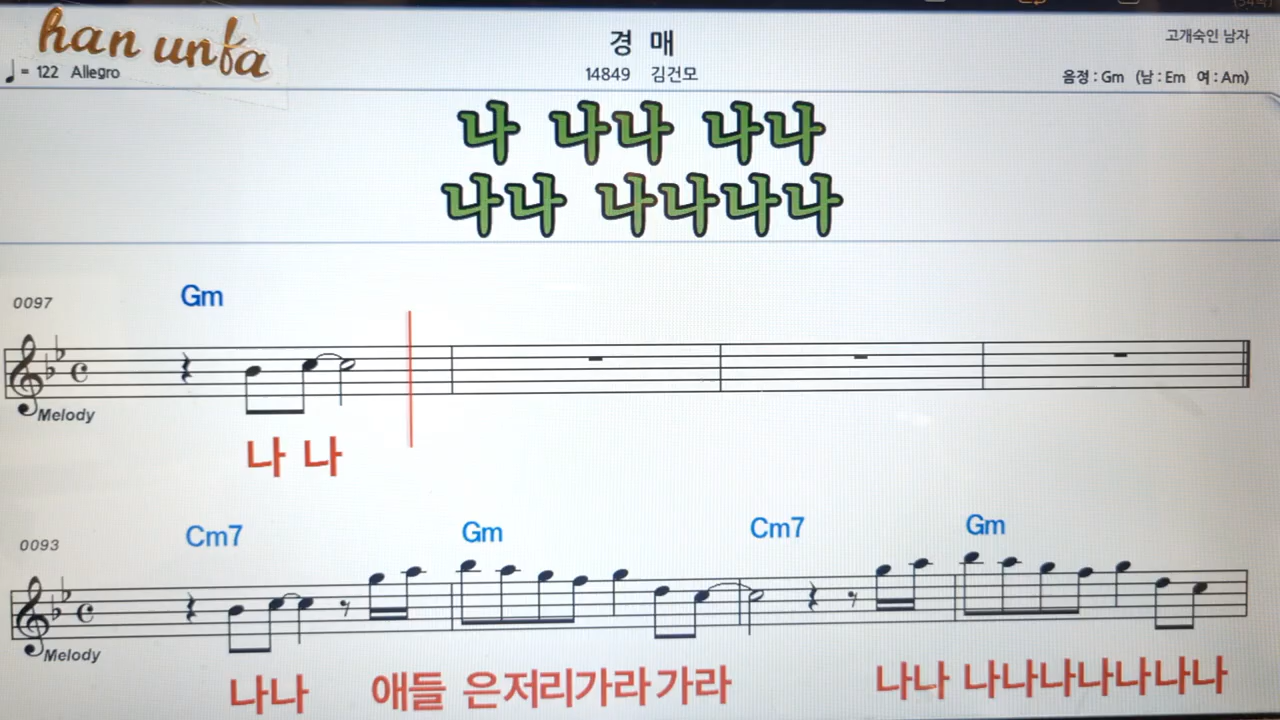 han unfa
경 매
고개숙인 남자
♩= 122 Allegro
14849 김건모
음정 : Gm (남 : Em 여 : Am)
나 나나 나나
나나 나나나나
0097
Gm
Melody
나 나
0093
Cm7 Gm Cm7 Gm
Melody
나나 애들 은저리가라가라 나나 나나나나나나나